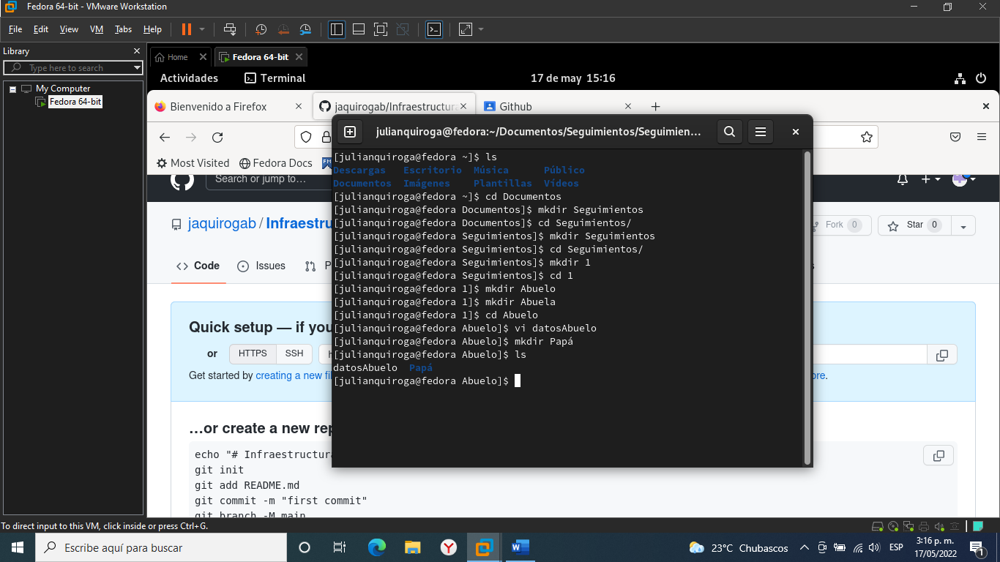 Fedora 64-bit - VMware Workstation
File Edit View VM Tabs Help
Library
Type here to search
My Computer
Fedora 64-bit
Home
Fedora 64-bit
Actividades Terminal 17 de may 15:16
Bienvenido a Firefox
jaquirogab/Infraestructura
Github
julianquiroga@fedora:~/Documentos/Seguimientos/Seguimien...
Most Visited Fedora Docs
Search or jump to...
jaquirogab / Infraestru
Fork 0
Star 0
Code Issues
[julianquiroga@fedora ~]$ ls
Descargas Escritorio Música Público
Documentos Imágenes Plantillas Vídeos
[julianquiroga@fedora ~]$ cd Documentos
[julianquiroga@fedora Documentos]$ mkdir Seguimientos
[julianquiroga@fedora Documentos]$ cd Seguimientos/
[julianquiroga@fedora Seguimientos]$ mkdir Seguimientos
[julianquiroga@fedora Seguimientos]$ cd Seguimientos/
[julianquiroga@fedora Seguimientos]$ mkdir 1
[julianquiroga@fedora Seguimientos]$ cd 1
[julianquiroga@fedora 1]$ mkdir Abuelo
[julianquiroga@fedora 1]$ mkdir Abuela
[julianquiroga@fedora 1]$ cd Abuelo
[julianquiroga@fedora Abuelo]$ vi datosAbuelo
[julianquiroga@fedora Abuelo]$ mkdir Papá
[julianquiroga@fedora Abuelo]$ ls
datosAbuelo Papá
[julianquiroga@fedora Abuelo]$
Quick setup — if you
or HTTPS SSH
Get started by creating a new fil
ore.
…or create a new rep
echo "# Infraestructura
git init
git add README.md
git commit -m "first commit"
git branch -M main
To direct input to this VM, click inside or press Ctrl+G.
Escribe aquí para buscar
23°C Chubascos
ESP
3:16 p. m.
17/05/2022
1